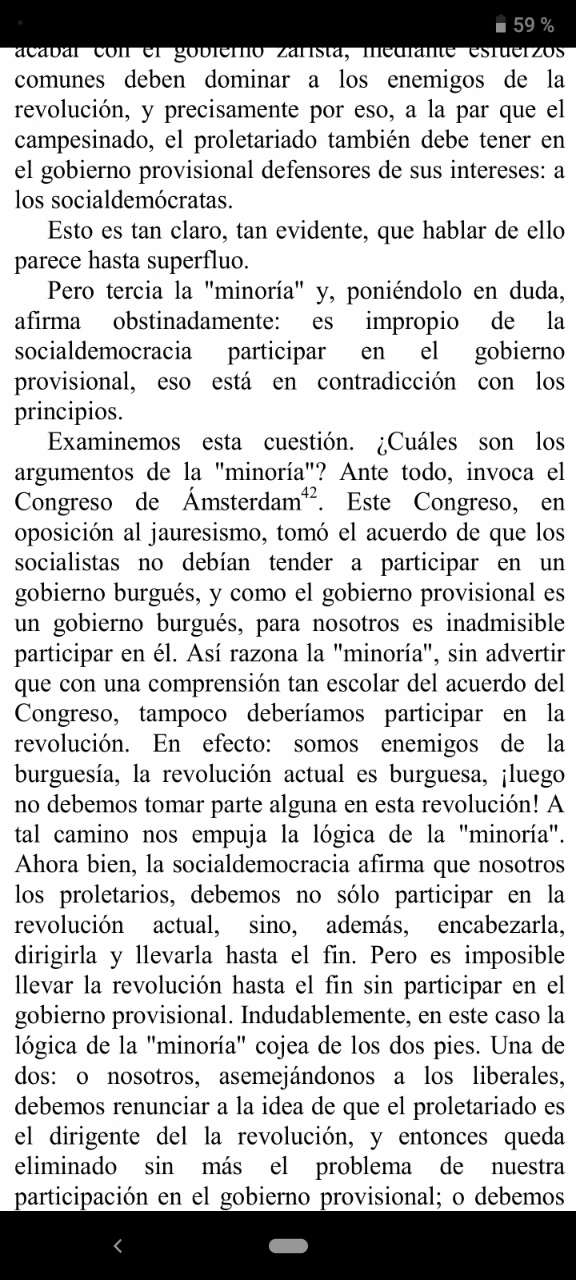 59 %
acabar con el gobierno zarista, mediante esfuerzos
comunes deben dominar a los enemigos de la
revolución, y precisamente por eso, a la par que el
campesinado, el proletariado también debe tener en
el gobierno provisional defensores de sus intereses: a
los socialdemócratas.
Esto es tan claro, tan evidente, que hablar de ello
parece hasta superfluo.
Pero tercia la "minoría" y, poniéndolo en duda,
afirma obstinadamente: es impropio de la
socialdemocracia participar en el gobierno
provisional, eso está en contradicción con los
principios.
Examinemos esta cuestión. ¿Cuáles son los
argumentos de la "minoría"? Ante todo, invoca el
Congreso de Ámsterdam42. Este Congreso, en
oposición al jauresismo, tomó el acuerdo de que los
socialistas no debían tender a participar en un
gobierno burgués, y como el gobierno provisional es
un gobierno burgués, para nosotros es inadmisible
participar en él. Así razona la "minoría", sin advertir
que con una comprensión tan escolar del acuerdo del
Congreso, tampoco deberíamos participar en la
revolución. En efecto: somos enemigos de la
burguesía, la revolución actual es burguesa, ¡luego
no debemos tomar parte alguna en esta revolución! A
tal camino nos empuja la lógica de la "minoría".
Ahora bien, la socialdemocracia afirma que nosotros
los proletarios, debemos no sólo participar en la
revolución actual, sino, además, encabezarla,
dirigirla y llevarla hasta el fin. Pero es imposible
llevar la revolución hasta el fin sin participar en el
gobierno provisional. Indudablemente, en este caso la
lógica de la "minoría" cojea de los dos pies. Una de
dos: o nosotros, asemejándonos a los liberales,
debemos renunciar a la idea de que el proletariado es
el dirigente del la revolución, y entonces queda
eliminado sin más el problema de nuestra
participación en el gobierno provisional; o debemos